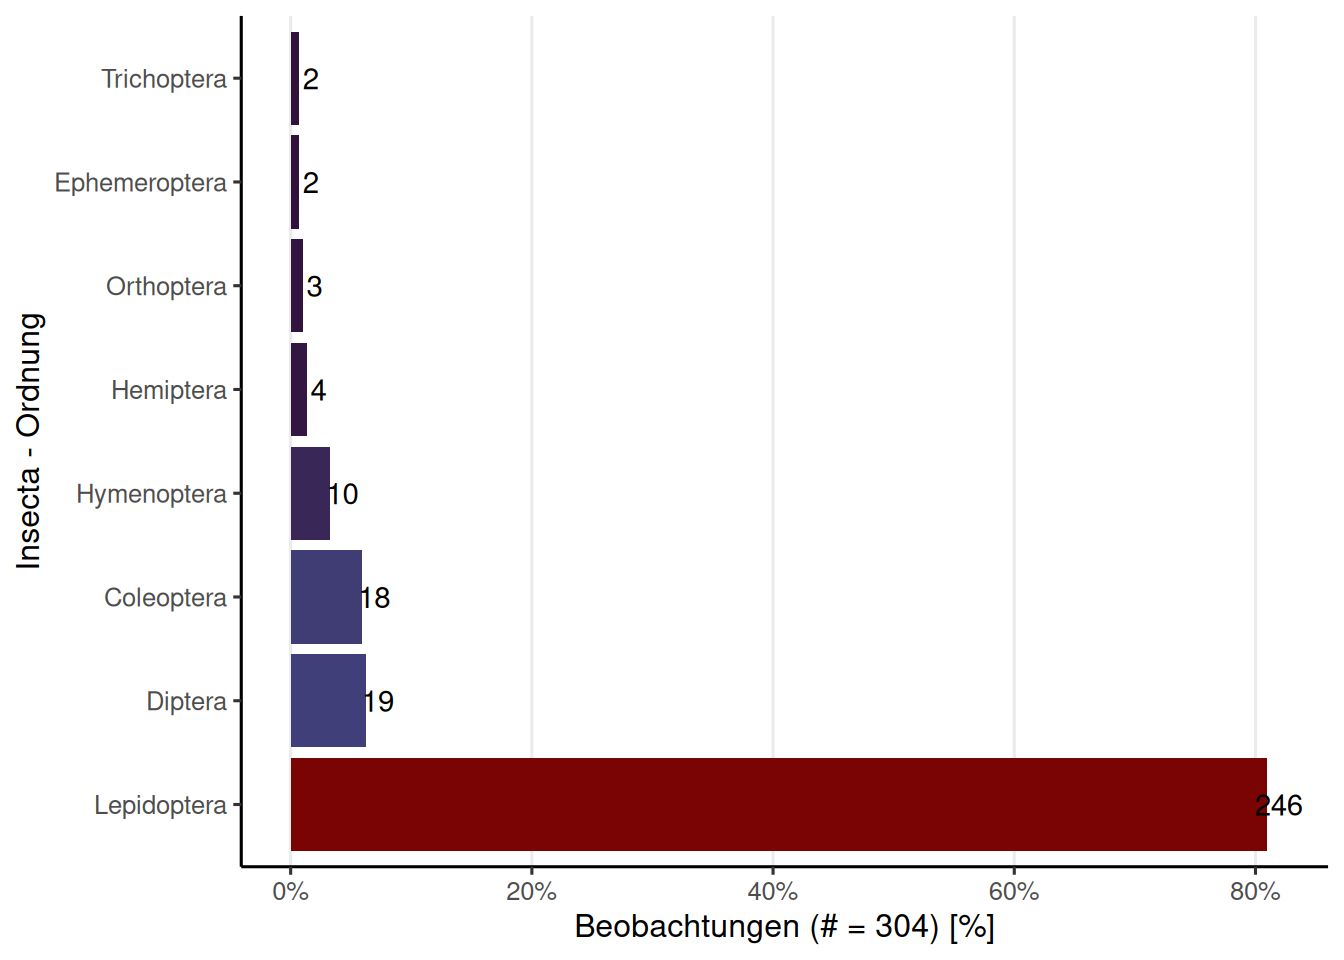 Trichoptera 2
Ephemeroptera 2
Orthoptera 3
Hemiptera 4
Hymenoptera 10
Coleoptera 18
Diptera 19
Lepidoptera 246
0% 20% 40% 60% 80%
Beobachtungen (# = 304) [%]
Insecta - Ordnung